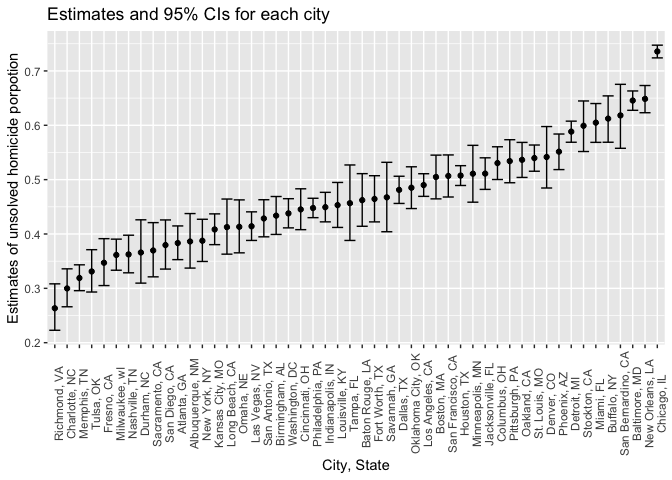 Estimates and 95% CIs for each city
Estimates of unsolved homicide porpotion
0.7
0.6
0.5
0.4
0.3
0.2
Richmond, VA
Charlotte, NC
Memphis, TN
Tulsa, OK
Fresno, CA
Milwaukee, wI
Nashville, TN
Durham, NC
Sacramento, CA
San Diego, CA
Atlanta, GA
Albuquerque, NM
New York, NY
Kansas City, MO
Long Beach, CA
Omaha, NE
Las Vegas, NV
San Antonio, TX
Birmingham, AL
Washington, DC
Cincinnati, OH
Philadelphia, PA
Indianapolis, IN
Louisville, KY
Tampa, FL
Baton Rouge, LA
Fort Worth, TX
Savannah, GA
Dallas, TX
Oklahoma City, OK
Los Angeles, CA
Boston, MA
San Francisco, CA
Houston, TX
Minneapolis, MN
Jacksonville, FL
Columbus, OH
Pittsburgh, PA
Oakland, CA
St. Louis, MO
Denver, CO
Phoenix, AZ
Detroit, MI
Stockton, CA
Miami, FL
Buffalo, NY
San Bernardino, CA
Baltimore, MD
New Orleans, LA
Chicago, IL
City, State